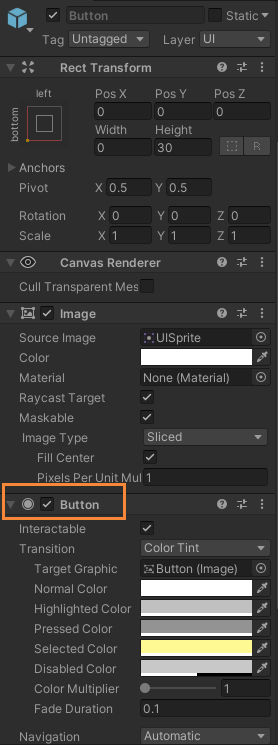 Button Static
Tag Untagged Layer UI
Rect Transform
left Pos X Pos Y Pos Z
bottom 0 0 0
Width Height
0 30 R
Anchors
Pivot X 0.5 Y 0.5
Rotation X 0 Y 0 Z 0
Scale X 1 Y 1 Z 1
Canvas Renderer
Cull Transparent Mes
Image
Source Image UISprite
Color
Material None (Material)
Raycast Target
Maskable
Image Type Sliced
Fill Center
Pixels Per Unit Mul 1
Button
Interactable
Transition Color Tint
Target Graphic Button (Image)
Normal Color
Highlighted Color
Pressed Color
Selected Color
Disabled Color
Color Multiplier 1
Fade Duration 0.1
Navigation Automatic